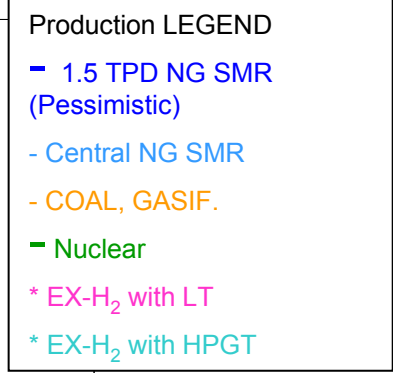 Production LEGEND
- 1.5 TPD NG SMR
(Pessimistic)
- Central NG SMR
- COAL, GASIF.
- Nuclear
* EX-H₂ with LT
* EX-H₂ with HPGT